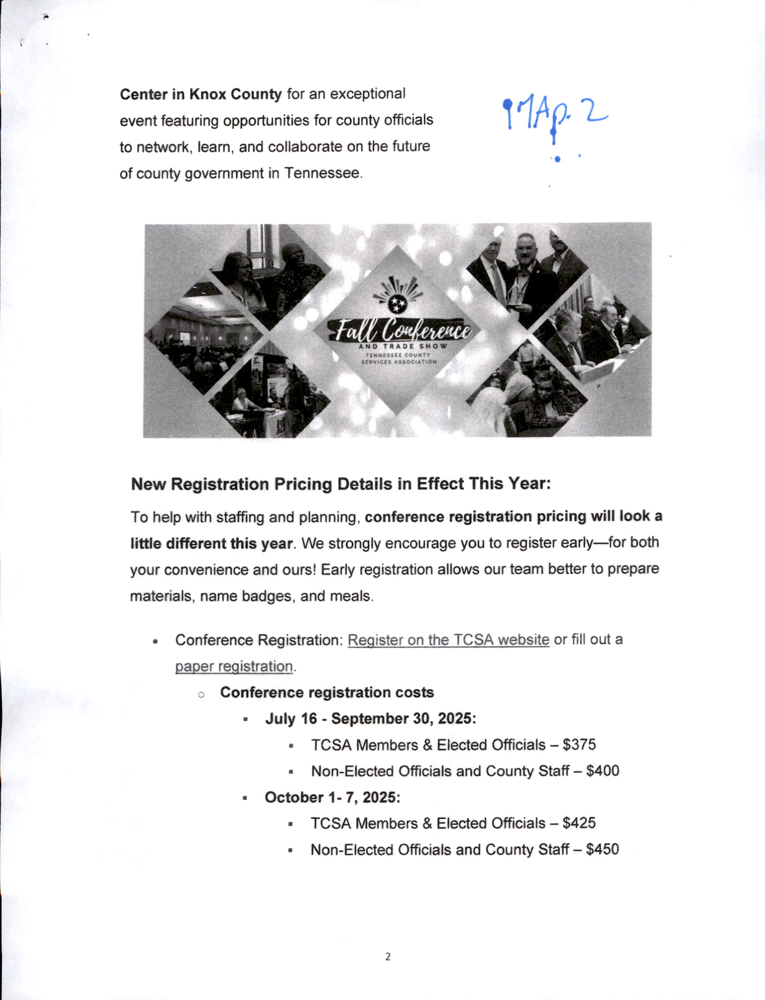 Center in Knox County for an exceptional
event featuring opportunities for county officials
to network, learn, and collaborate on the future
of county government in Tennessee.
MAp. 2
Fall Conference
AND TRADE SHOW
TENNESSEE COUNTY
SERVICES ASSOCIATION
New Registration Pricing Details in Effect This Year:
To help with staffing and planning, conference registration pricing will look a
little different this year. We strongly encourage you to register early—for both
your convenience and ours! Early registration allows our team better to prepare
materials, name badges, and meals.
• Conference Registration: Register on the TCSA website or fill out a
paper registration.
○ Conference registration costs
▪ July 16 - September 30, 2025:
▪ TCSA Members & Elected Officials – $375
▪ Non-Elected Officials and County Staff – $400
▪ October 1- 7, 2025:
▪ TCSA Members & Elected Officials – $425
▪ Non-Elected Officials and County Staff – $450
2